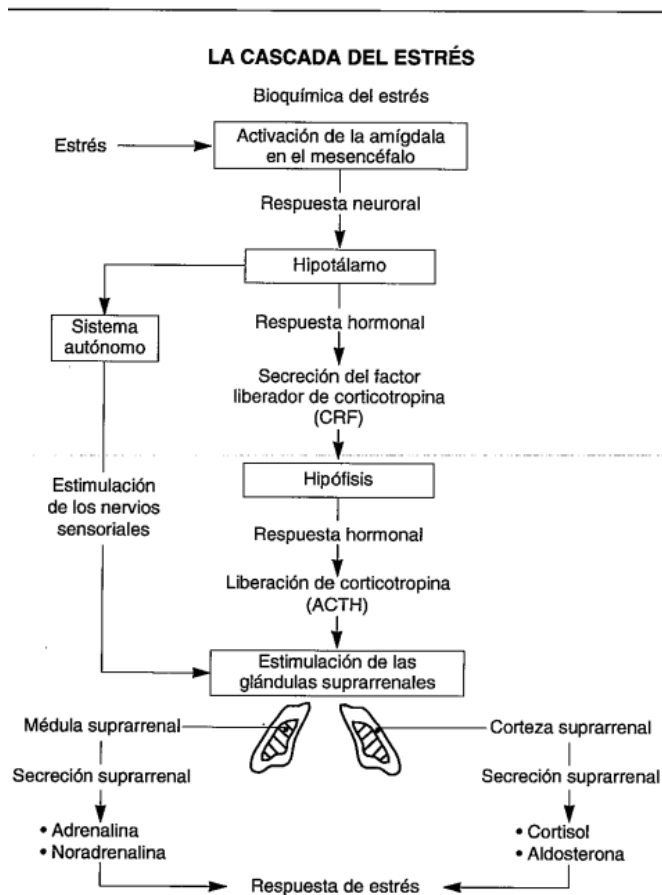 LA CASCADA DEL ESTRÉS
Bioquímica del estrés
Estrés
Activación de la amígdala
en el mesencéfalo
Respuesta neuroral
Hipotálamo
Sistema
autónomo
Respuesta hormonal
Secreción del factor
liberador de corticotropina
(CRF)
Hipófisis
Estimulación
de los nervios
sensoriales
Respuesta hormonal
Liberación de corticotropina
(ACTH)
Estimulación de las
glándulas suprarrenales
Médula suprarrenal
Corteza suprarrenal
Secreción suprarrenal
Secreción suprarrenal
• Adrenalina
• Noradrenalina
• Cortisol
• Aldosterona
Respuesta de estrés